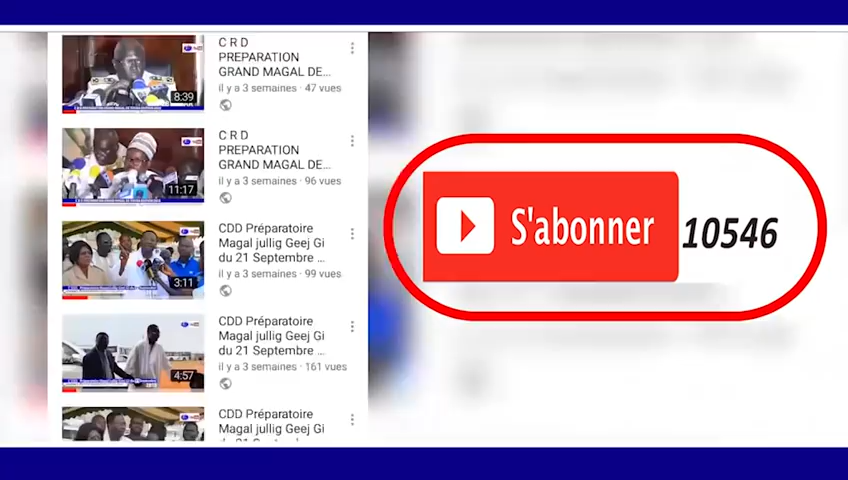 C R D
PREPARATION
GRAND MAGAL DE...
il y a 3 semaines · 47 vues
8:39
C R D
PREPARATION
GRAND MAGAL DE...
il y a 3 semaines · 96 vues
11:17
CDD Préparatoire
Magal jullig Geej Gi
du 21 Septembre ...
il y a 3 semaines · 99 vues
3:11
CDD Préparatoire
Magal jullig Geej Gi
du 21 Septembre ...
il y a 3 semaines · 161 vues
4:57
CDD Préparatoire
Magal jullig Geej Gi
S'abonner 10546